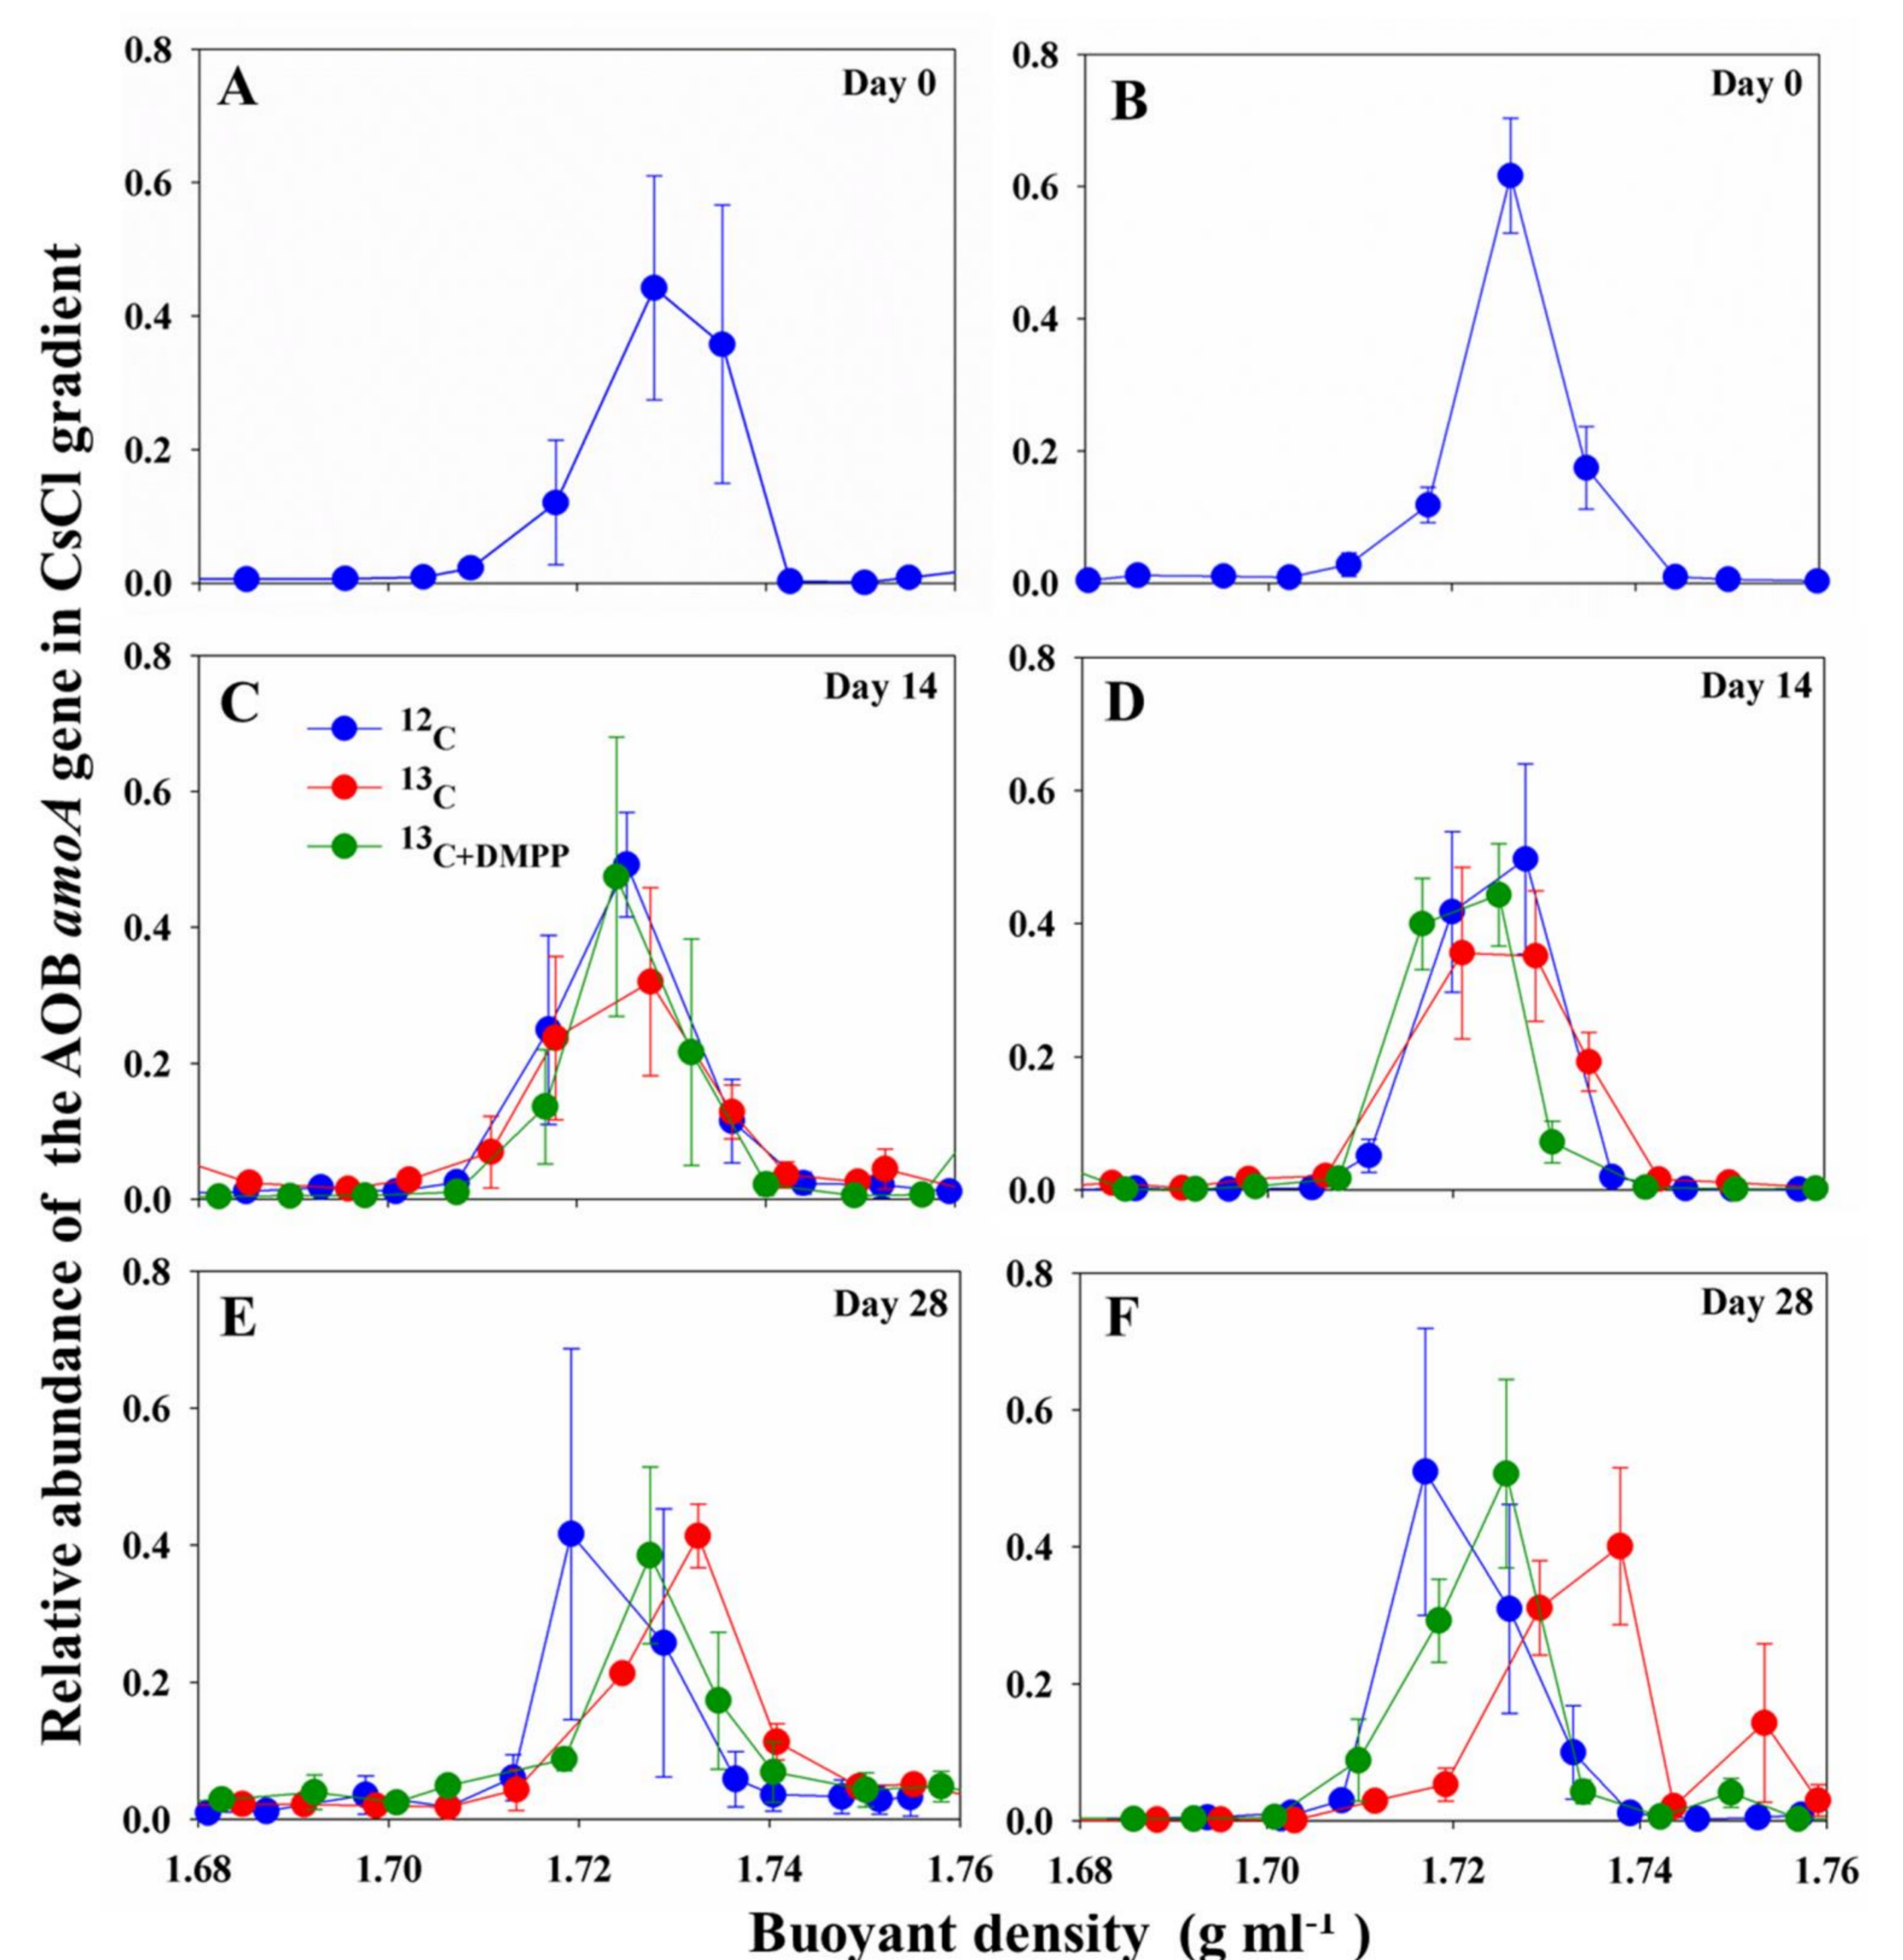 Relative abundance of the AOB amoA gene in CsCl gradient
A
Day 0
0.8
0.6
0.4
0.2
0.0
B
Day 0
0.8
0.6
0.4
0.2
0.0
C
Day 14
12C
13C
13C+DMPP
0.8
0.6
0.4
0.2
0.0
D
Day 14
0.8
0.6
0.4
0.2
0.0
E
Day 28
0.8
0.6
0.4
0.2
0.0
1.68 1.70 1.72 1.74 1.76
F
Day 28
0.8
0.6
0.4
0.2
0.0
1.68 1.70 1.72 1.74 1.76
Buoyant density (g ml-1 )